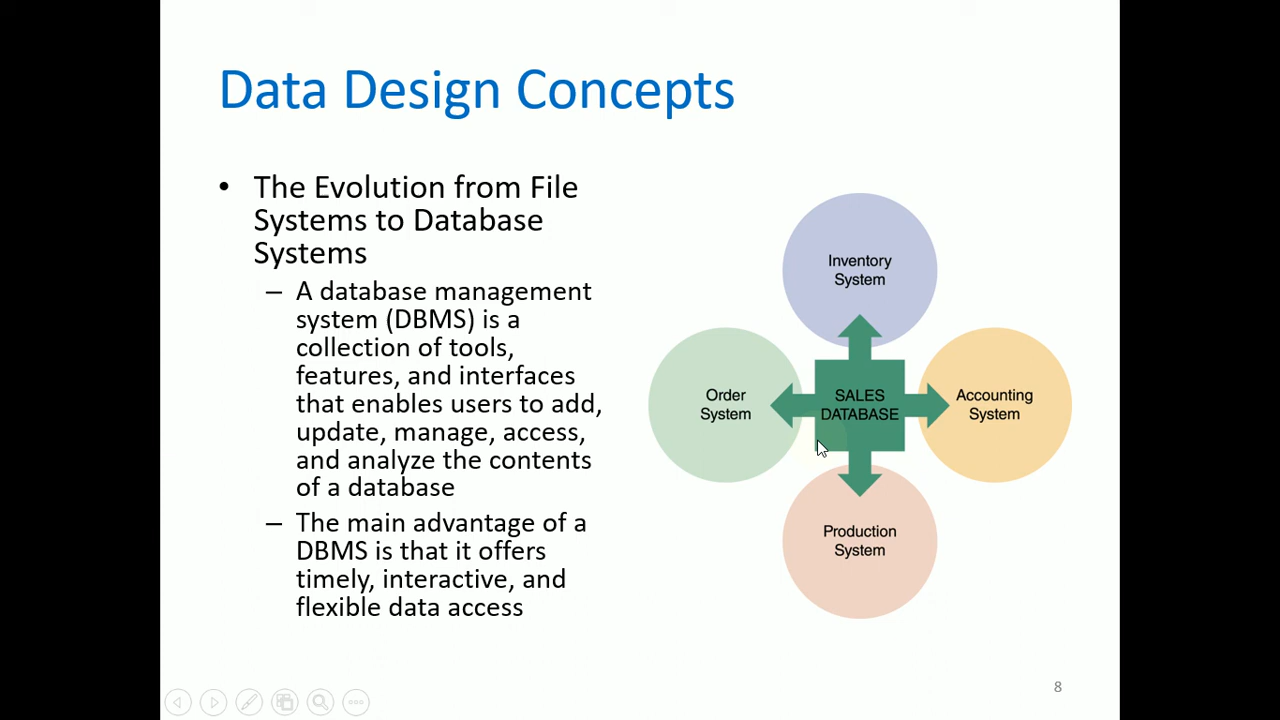 Data Design Concepts
• The Evolution from File
Systems to Database
Systems
– A database management
system (DBMS) is a
collection of tools,
features, and interfaces
that enables users to add,
update, manage, access,
and analyze the contents
of a database
– The main advantage of a
DBMS is that it offers
timely, interactive, and
flexible data access
Inventory
System
Order
System
SALES
DATABASE
Accounting
System
Production
System
8